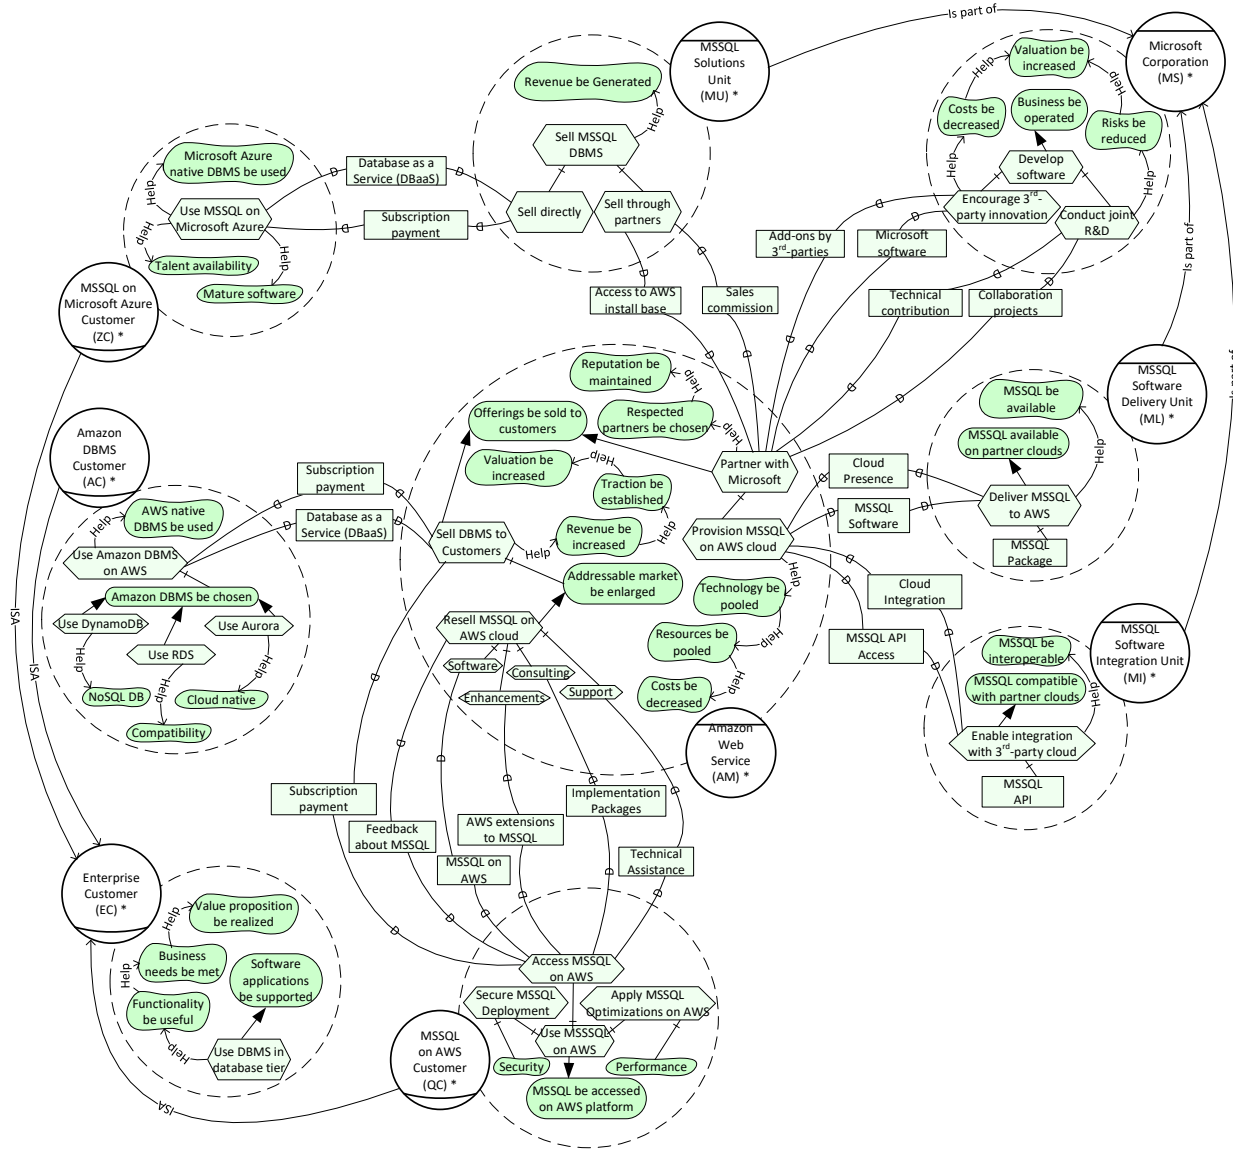 Is part of
MSSQL
Solutions
Unit
(MU) *
Microsoft
Corporation
(MS) *
Revenue be Generated
Help
Sell MSSQL
DBMS
Sell directly
Sell through
partners
Valuation be
increased
Help
Help
Costs be
decreased
Business be
operated
Risks be
reduced
Help
Develop
software
Help
Encourage 3rd-
party innovation
Conduct joint
R&D
Microsoft Azure
native DBMS be used
Help
Use MSSQL on
Microsoft Azure
Help
Help
Talent availability
Mature software
Database as a
Service (DBaaS)
D
D
Subscription
payment
D
D
MSSQL on
Microsoft Azure
Customer
(ZC) *
Add-ons by
3rd-parties
D
D
Microsoft
software
D
D
Access to AWS
install base
D
D
Sales
commission
D
D
Technical
contribution
D
D
Collaboration
projects
D
D
Is part of
MSSQL
Software
Delivery Unit
(ML) *
Reputation be
maintained
Help
Offerings be sold to
customers
Respected
partners be chosen
Help
Valuation be
increased
Help
Traction be
established
Partner with
Microsoft
Sell DBMS to
Customers
Help
Revenue be
increased
Help
Provision MSSQL
on AWS cloud
Addressable market
be enlarged
Help
Technology be
pooled
Help
Resources be
pooled
Help
Costs be
decreased
Resell MSSQL on
AWS cloud
Software
Consulting
Enhancements
Support
Amazon
Web
Service
(AM) *
MSSQL be
available
MSSQL available
on partner clouds
Help
Deliver MSSQL
to AWS
MSSQL
Package
Cloud
Presence
D
D
MSSQL
Software
D
D
Cloud
Integration
D
D
MSSQL API
Access
D
D
MSSQL
Software
Integration Unit
(MI) *
MSSQL be
interoperable
MSSQL compatible
with partner clouds
Help
Enable integration
with 3rd-party cloud
MSSQL
API
Amazon
DBMS
Customer
(AC) *
Subscription
payment
D
D
Database as a
Service (DBaaS)
D
D
AWS native
DBMS be used
Help
Use Amazon DBMS
on AWS
Amazon DBMS be chosen
Use DynamoDB
Use Aurora
Use RDS
Help
Help
Help
NoSQL DB
Cloud native
Compatibility
ISA
ISA
Subscription
payment
D
D
Feedback
about MSSQL
D
D
MSSQL on
AWS
D
D
AWS extensions
to MSSQL
D
D
Implementation
Packages
D
D
Technical
Assistance
D
D
Enterprise
Customer
(EC) *
Value proposition
be realized
Help
Business
needs be met
Software
applications
be supported
Help
Functionality
be useful
Help
Use DBMS in
database tier
ISA
MSSQL
on AWS
Customer
(QC) *
Access MSSQL
on AWS
Secure MSSQL
Deployment
Apply MSSQL
Optimizations on AWS
Use MSSSQL
on AWS
Security
Performance
MSSQL be accessed
on AWS platform